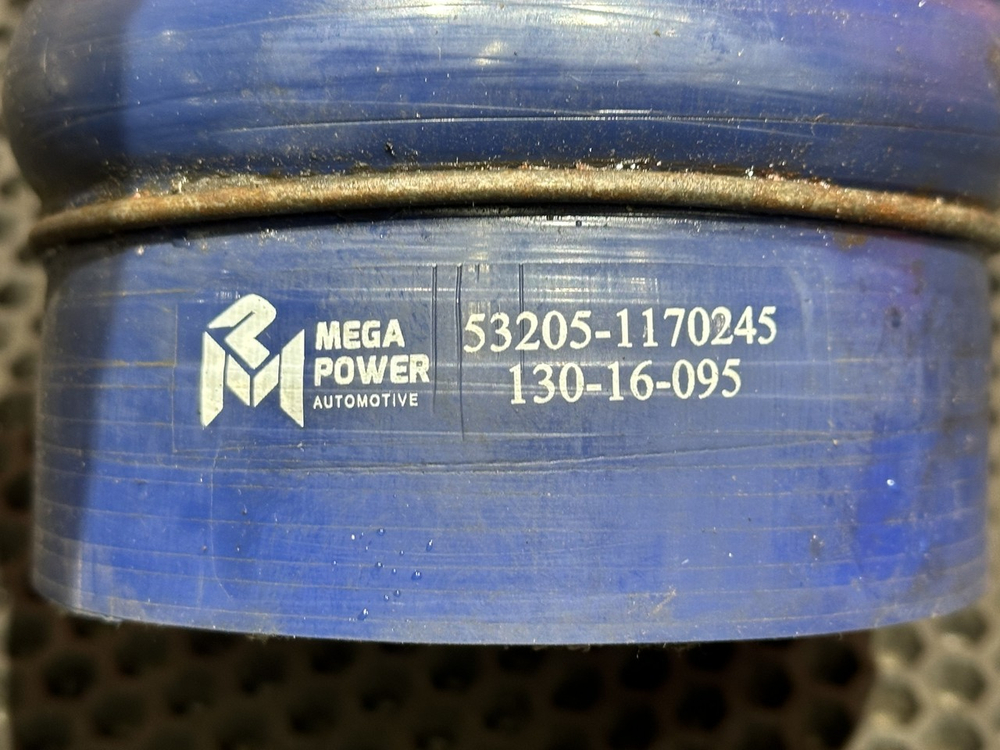 MEGA
POWER
AUTOMOTIVE
53205-1170245
130-16-095